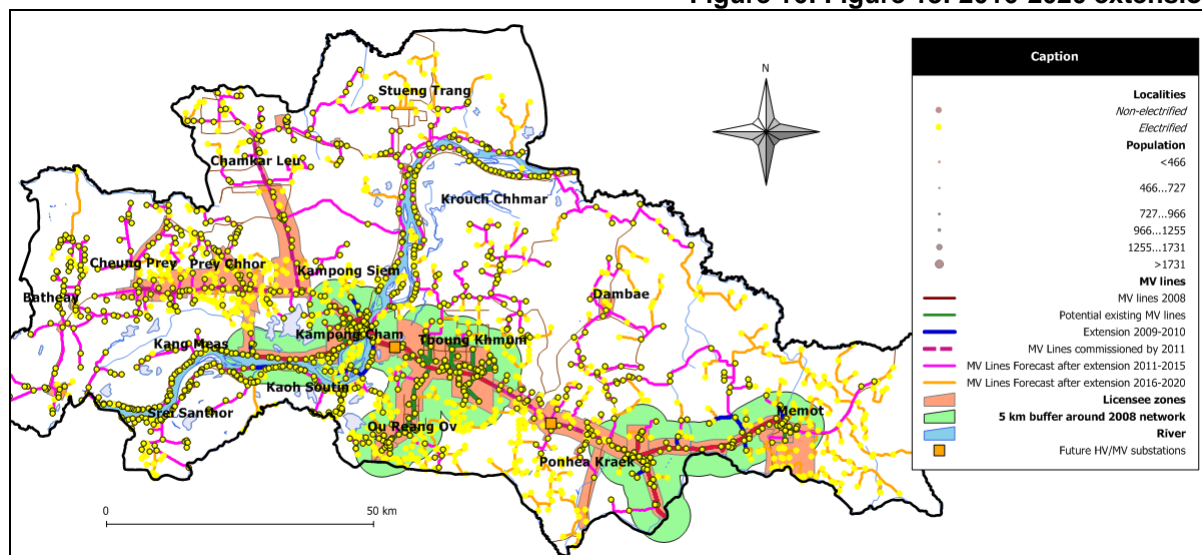 Figure Figure extensio
N
Stueng Trang
Chamkar Leu
Krouch Chhmar
Cheung Prey
Prey Chhor
Kampong Siem
Batheay
Dambae
Kampong Cham
Tboung Khmum
Kang Meas
Kaoh Soutin
Srei Santhor
Ou Reang Ov
Memot
Ponhea Kraek
0
50 km
Caption
Localities
Non-electrified
Electrified
Population
<466
466...727
727...966
966...1255
1255...1731
>1731
MV lines
MV lines 2008
Potential existing MV lines
Extension 2009-2010
MV Lines commissioned by 2011
MV Lines Forecast after extension 2011-2015
MV Lines Forecast after extension 2016-2020
Licensee zones
5 km buffer around 2008 network
River
Future HV/MV substations